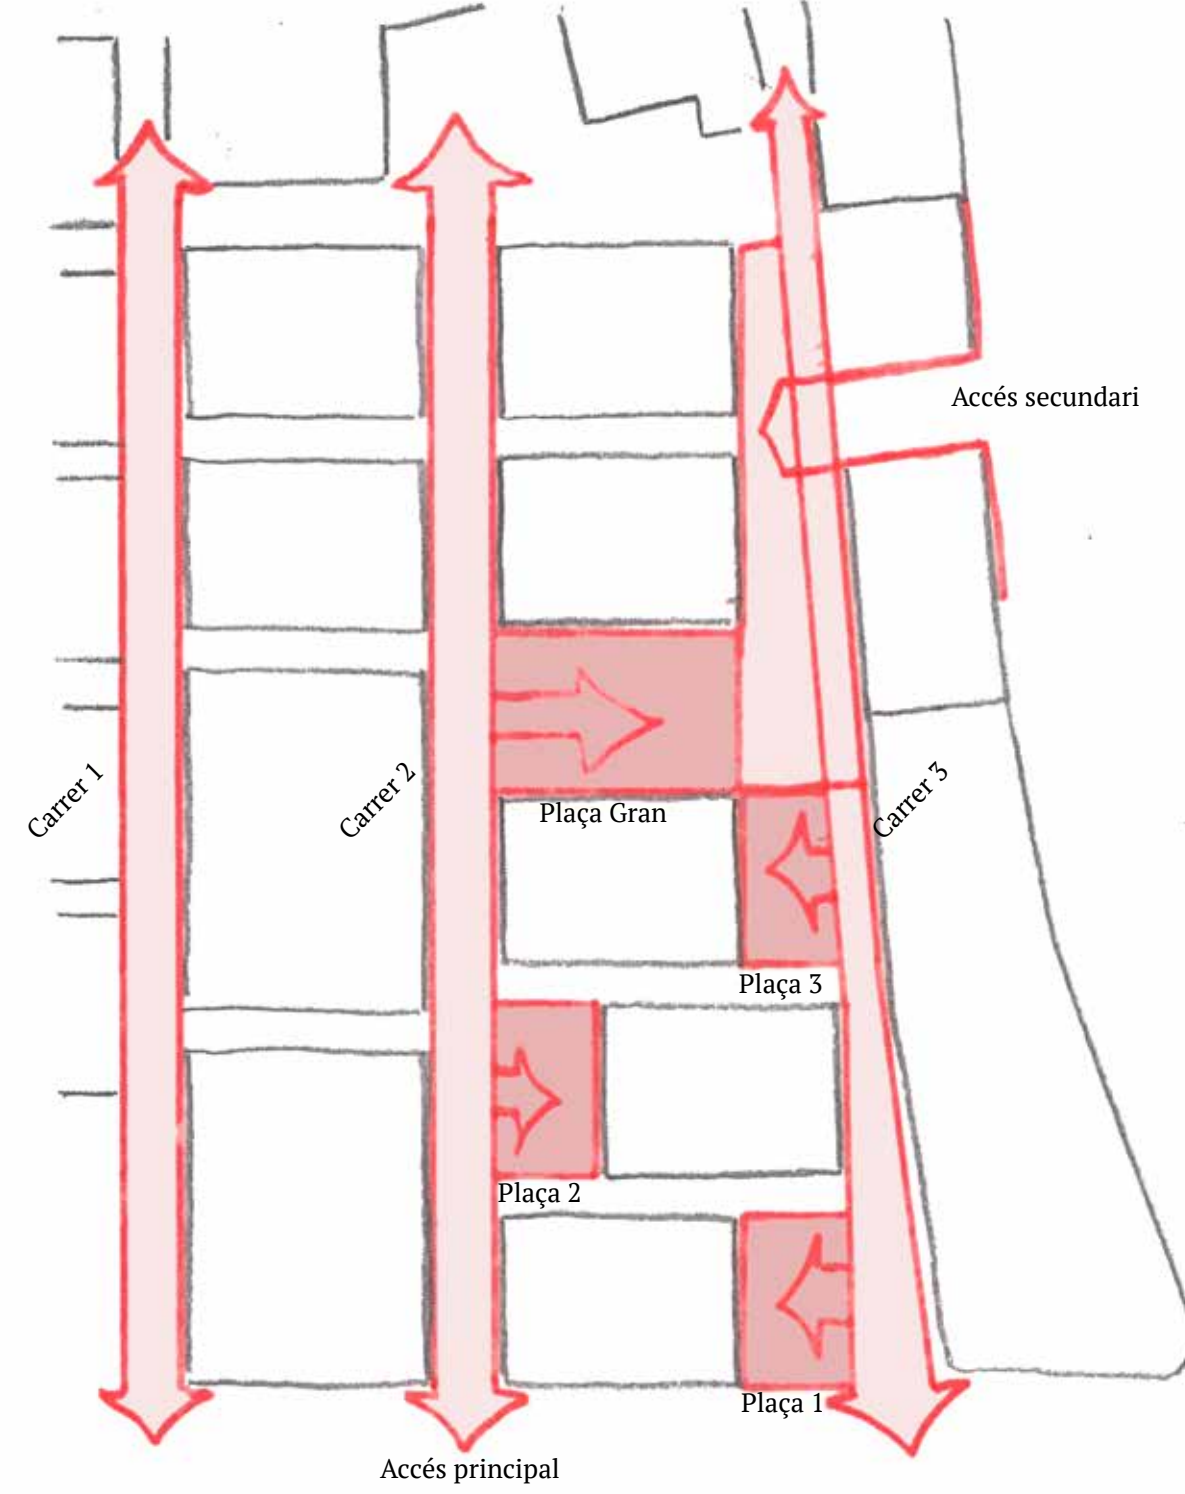 Accés secundari
Carrer 1
Carrer 2
Carrer 3
Plaça Gran
Plaça 3
Plaça 2
Plaça 1
Accés principal